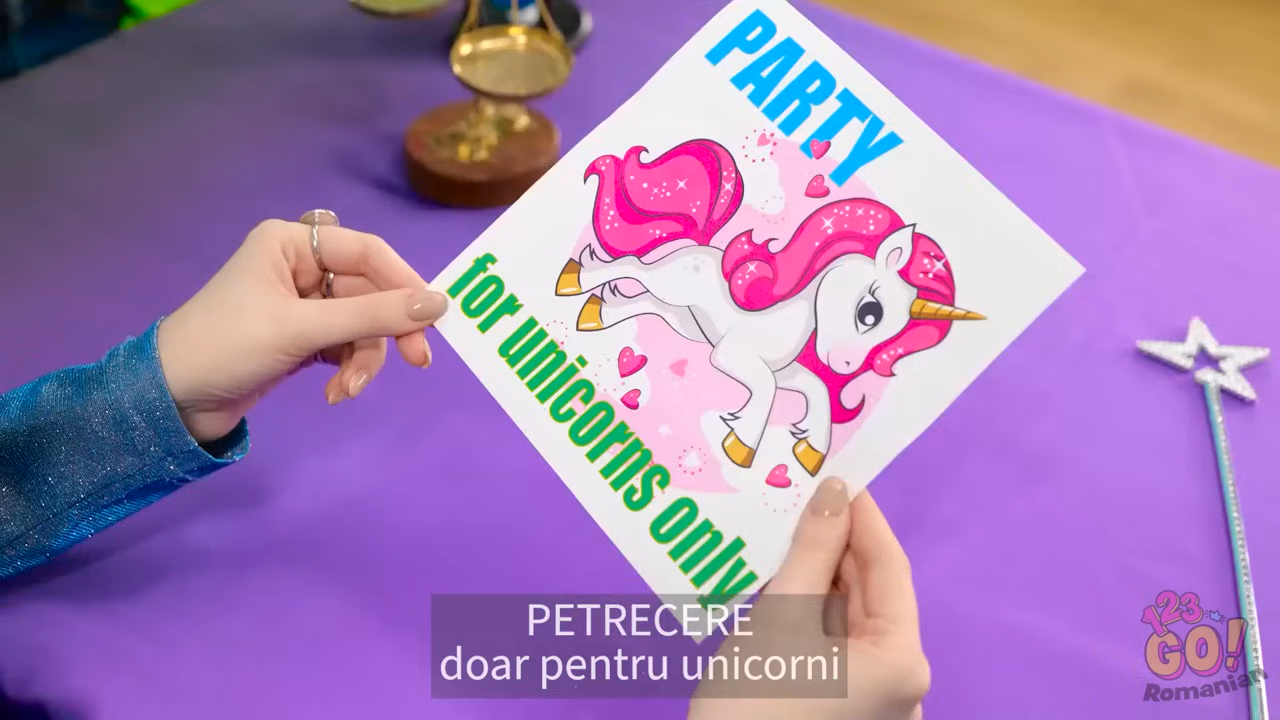 PARTY
for unicorns only
PETRECERE
doar pentru unicorni
123
GO!
Romanian